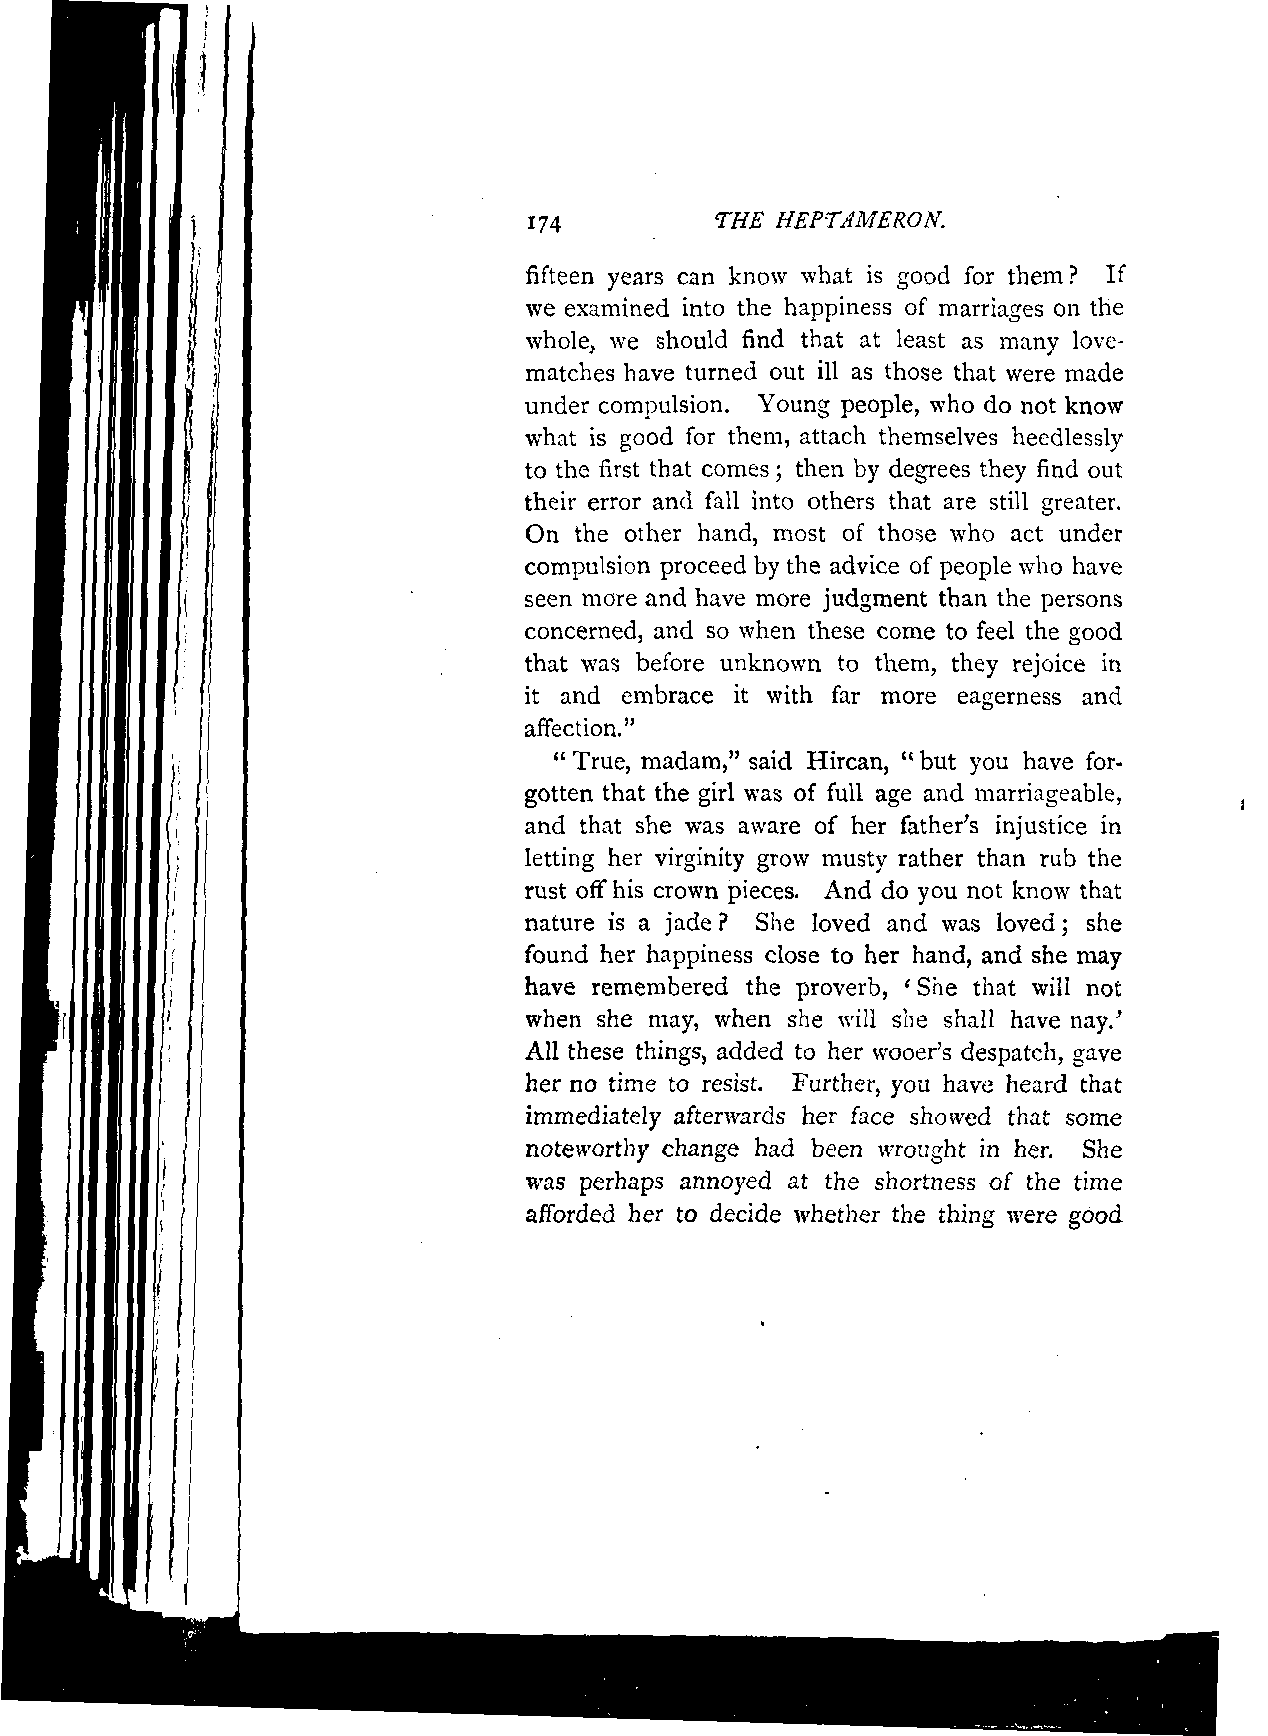 174 THE HEPTAMERON.
fifteen years can know what is good for them? If
we examined into the happiness of marriages on the
whole, we should find that at least as many love-
matches have turned out ill as those that were made
under compulsion. Young people, who do not know
what is good for them, attach themselves heedlessly
to the first that comes; then by degrees they find out
their error and fall into others that are still greater.
On the other hand, most of those who act under
compulsion proceed by the advice of people who have
seen more and have more judgment than the persons
concerned, and so when these come to feel the good
that was before unknown to them, they rejoice in
it and embrace it with far more eagerness and
affection."
"True, madam," said Hircan, "but you have for-
gotten that the girl was of full age and marriageable,
and that she was aware of her father's injustice in
letting her virginity grow musty rather than rub the
rust off his crown pieces. And do you not know that
nature is a jade? She loved and was loved; she
found her happiness close to her hand, and she may
have remembered the proverb, 'She that will not
when she may, when she will she shall have nay.'
All these things, added to her wooer's despatch, gave
her no time to resist. Further, you have heard that
immediately afterwards her face showed that some
noteworthy change had been wrought in her. She
was perhaps annoyed at the shortness of the time
afforded her to decide whether the thing were good